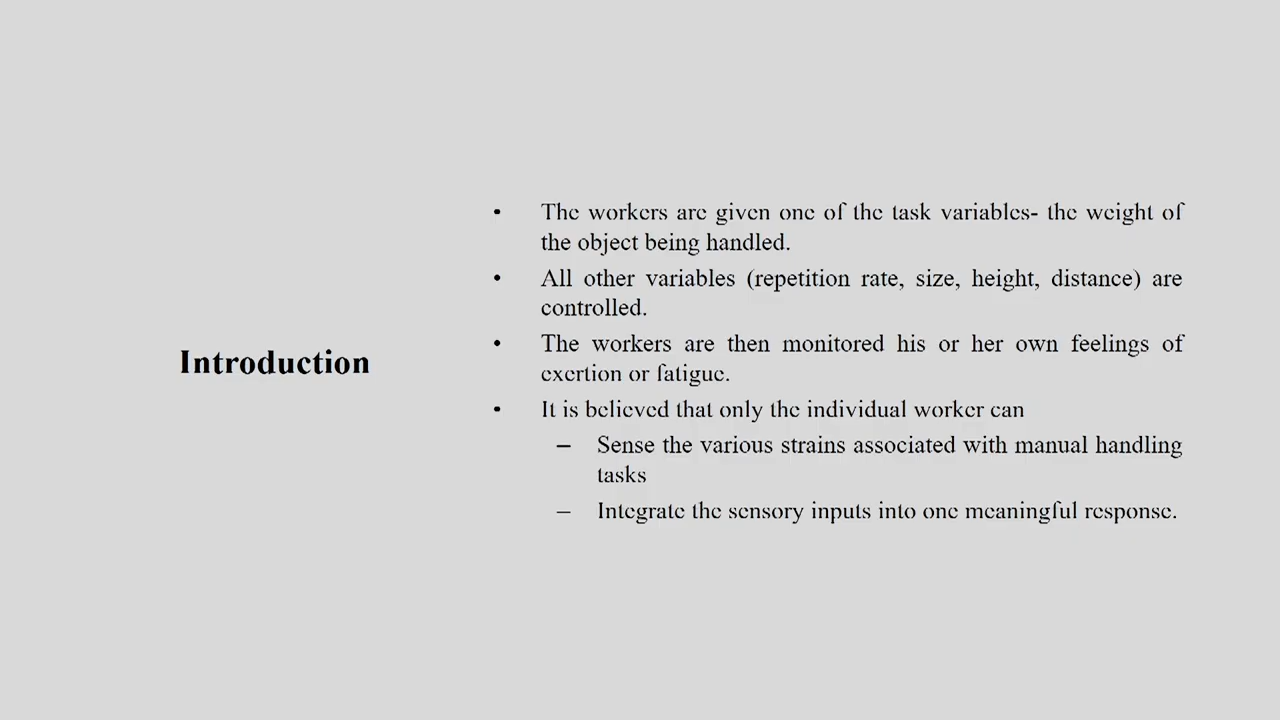 Introduction
• The workers are given one of the task variables- the weight of
the object being handled.
• All other variables (repetition rate, size, height, distance) are
controlled.
• The workers are then monitored his or her own feelings of
exertion or fatigue.
• It is believed that only the individual worker can
– Sense the various strains associated with manual handling
tasks
– Integrate the sensory inputs into one meaningful response.